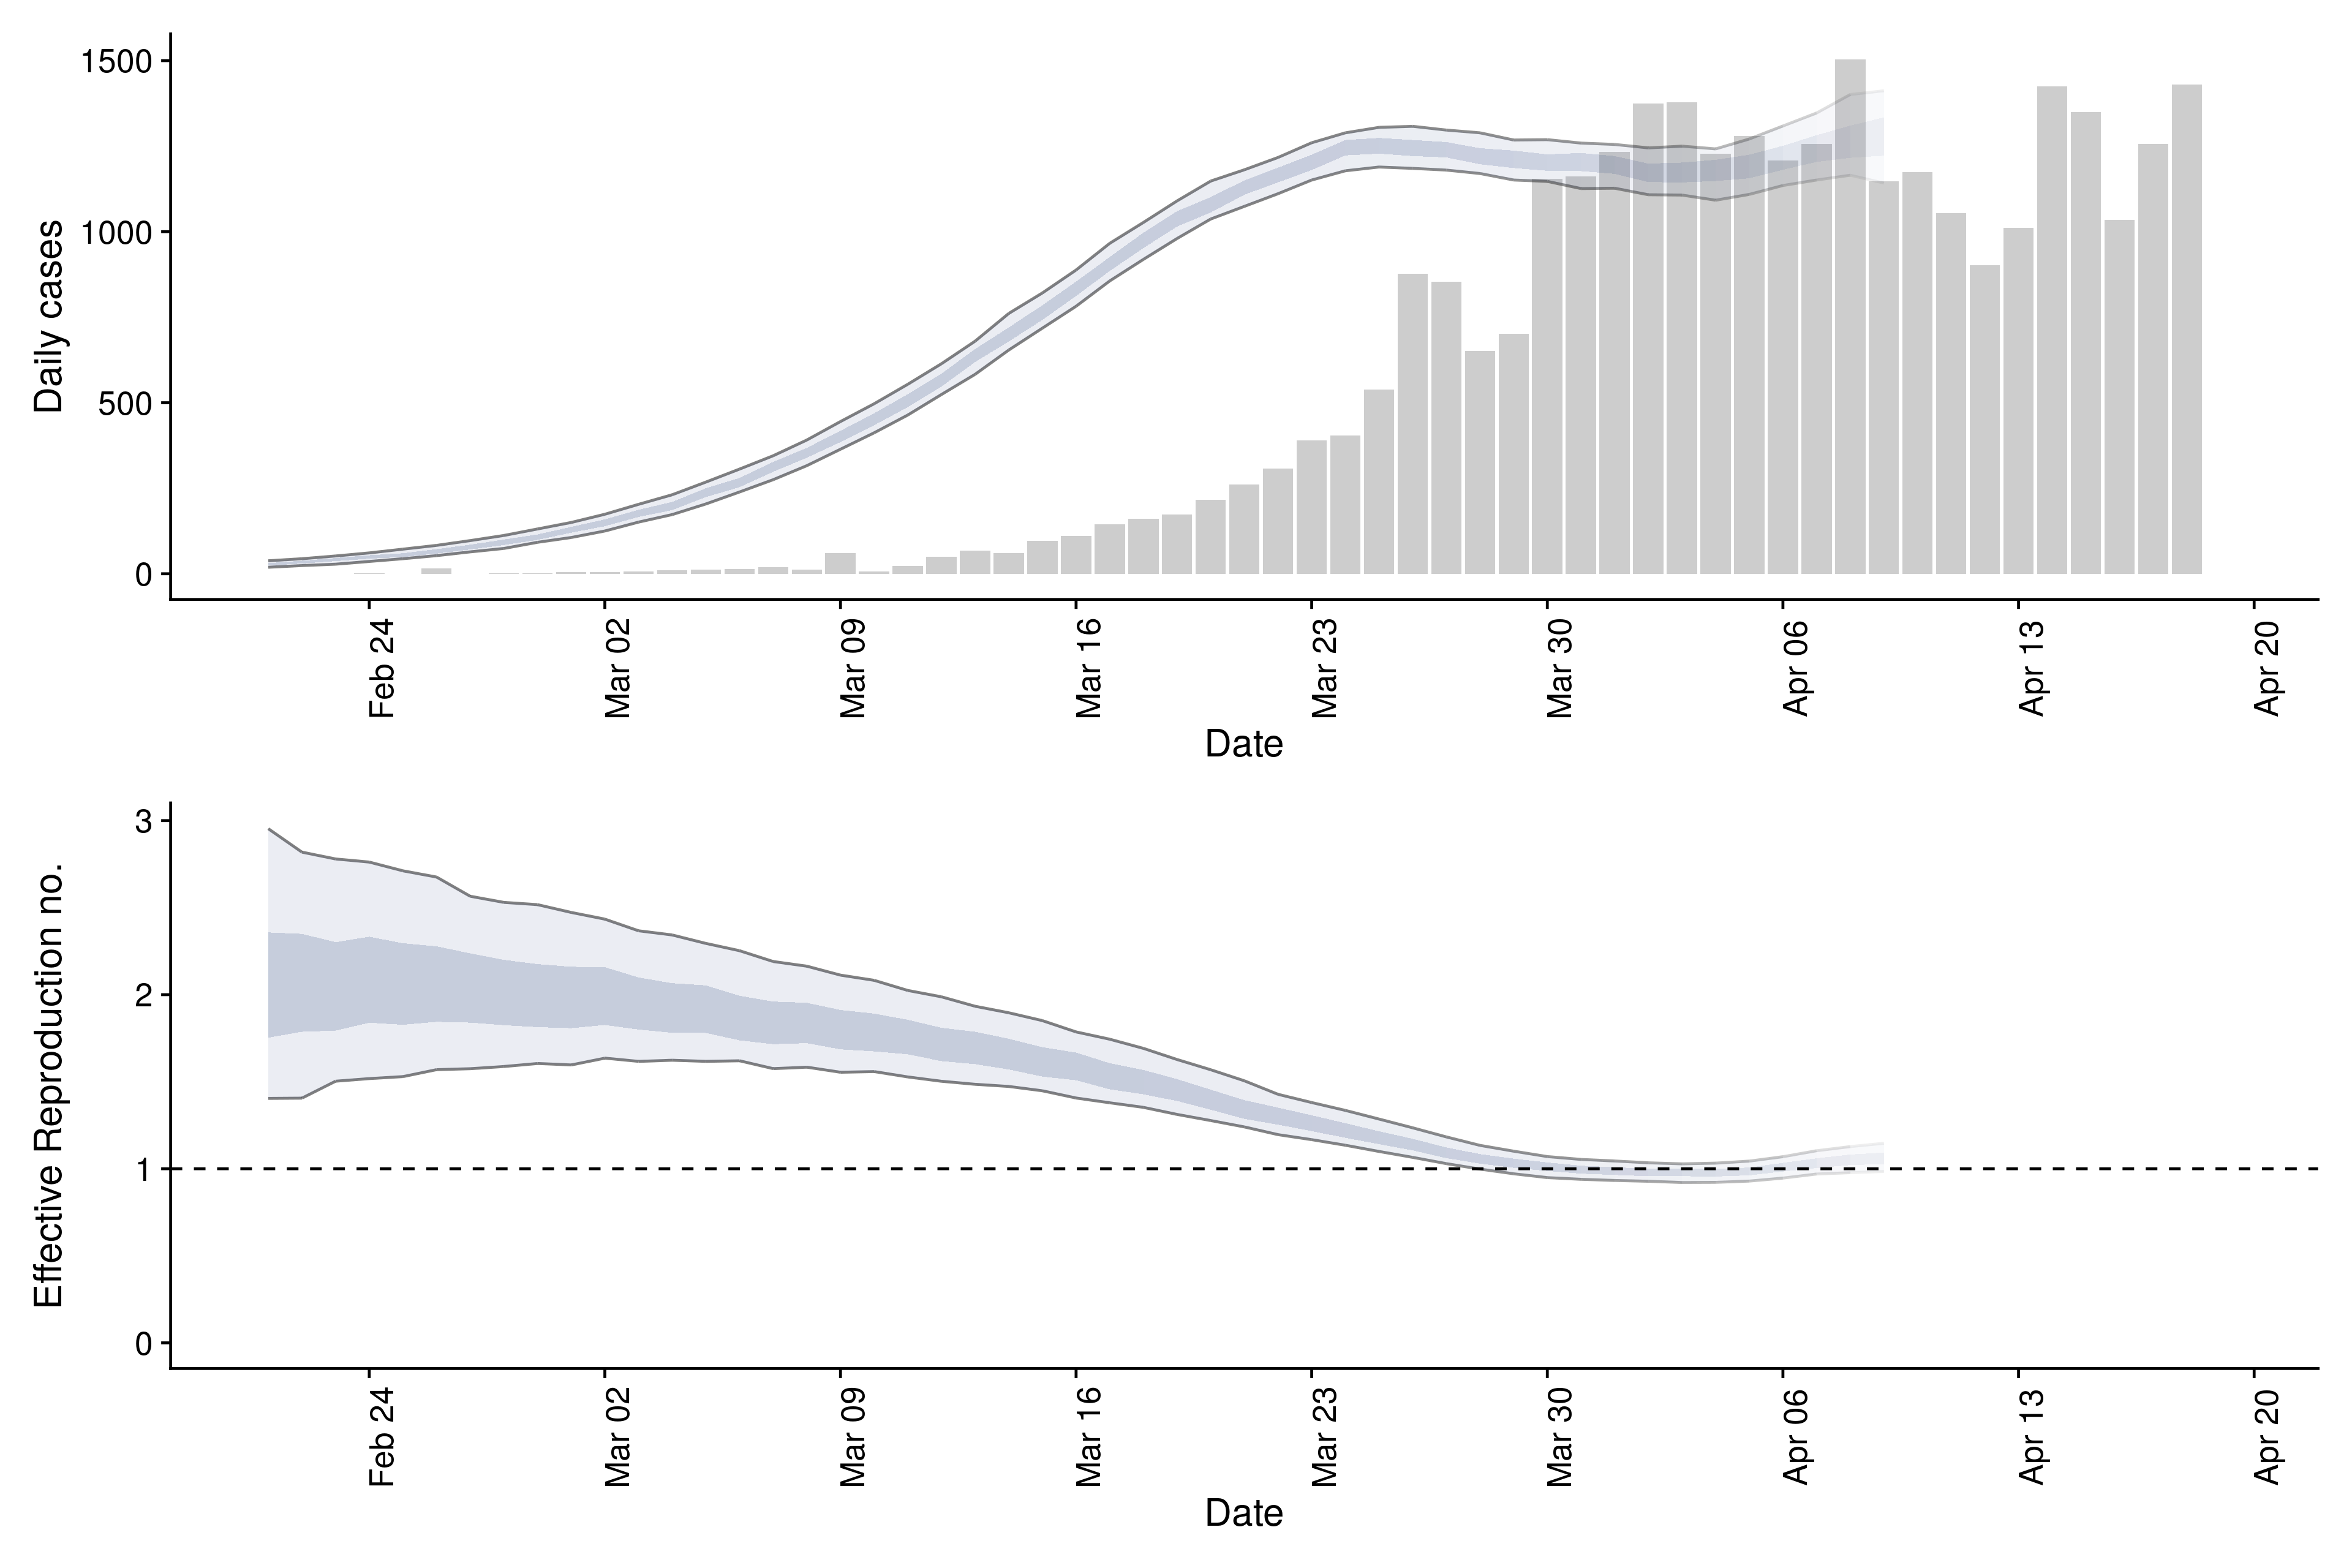 Daily cases
1500
1000
500
0
Feb 24
Mar 02
Mar 09
Mar 16
Mar 23
Mar 30
Apr 06
Apr 13
Apr 20
Date
Effective Reproduction no.
3
2
1
0
Feb 24
Mar 02
Mar 09
Mar 16
Mar 23
Mar 30
Apr 06
Apr 13
Apr 20
Date